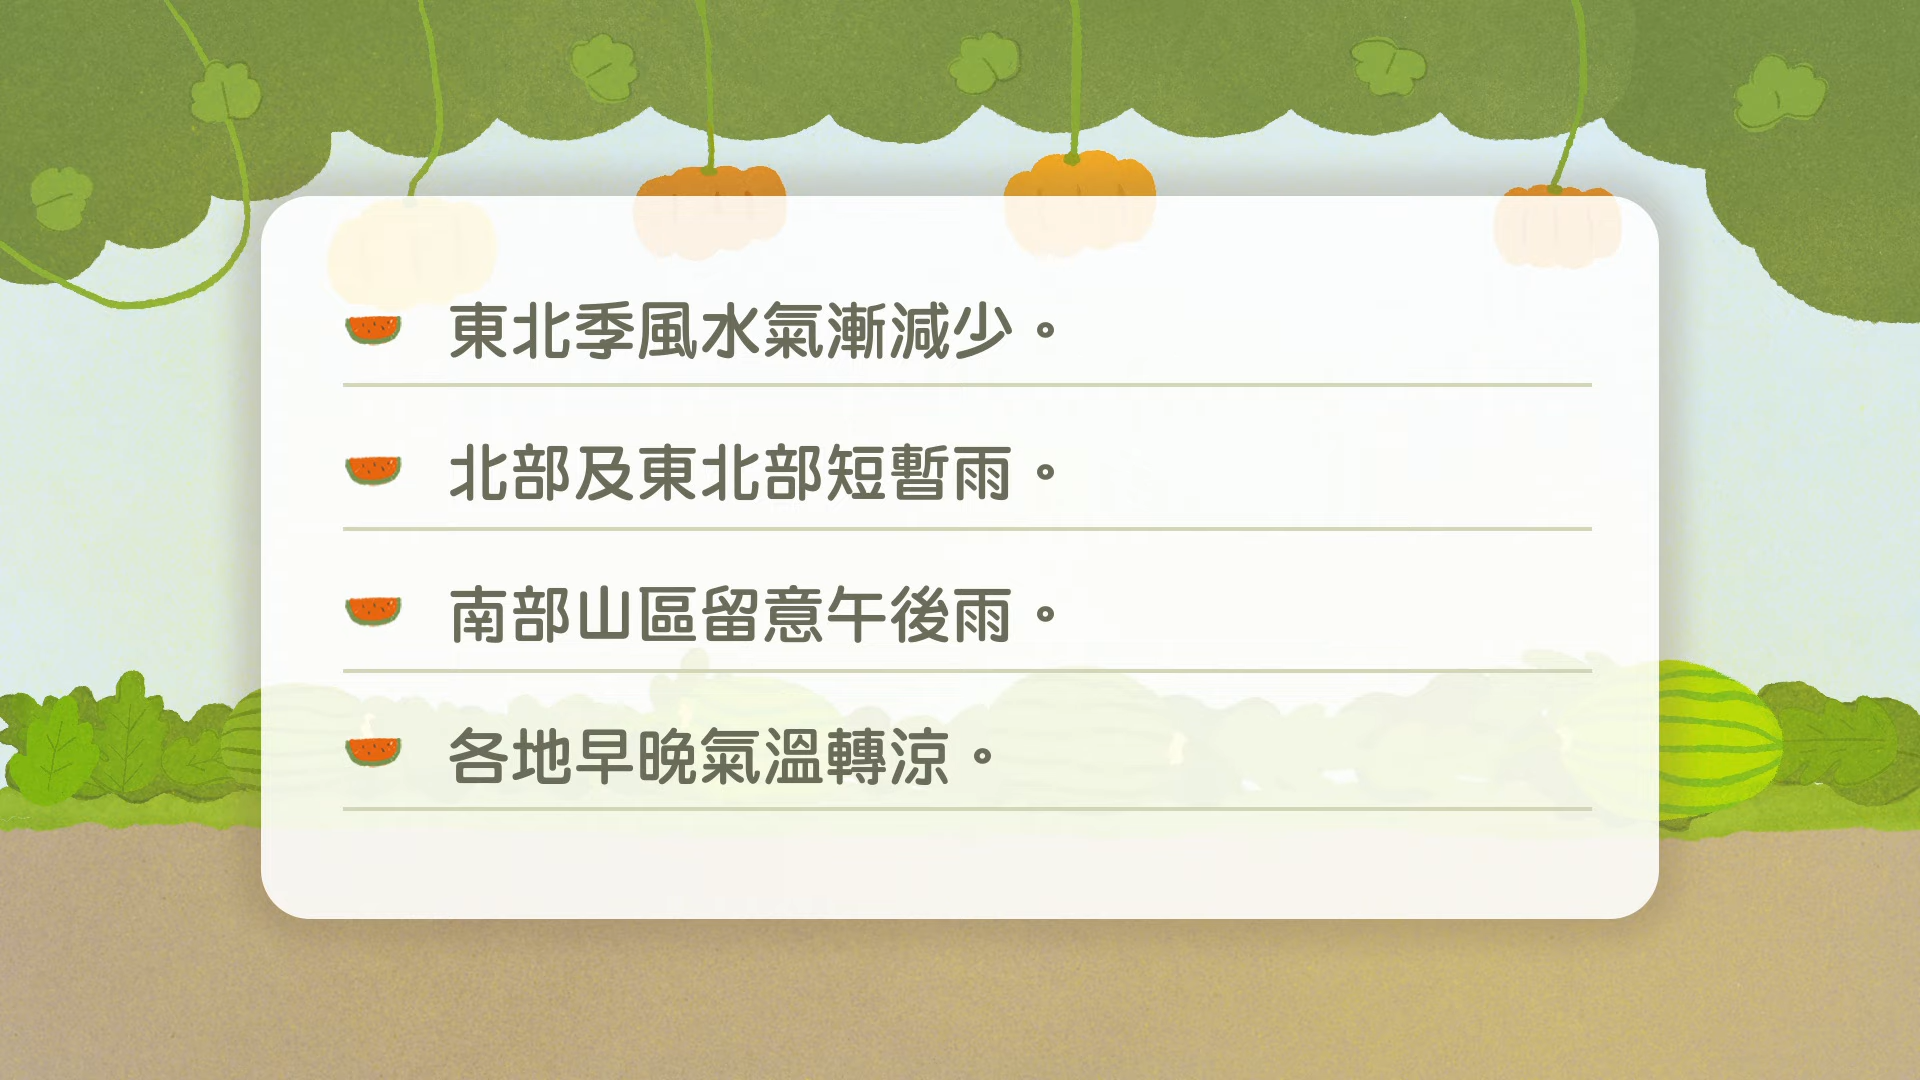 東北季風水氣漸減少。
北部及東北部短暫雨。
南部山區留意午後雨。
各地早晚氣溫轉涼。